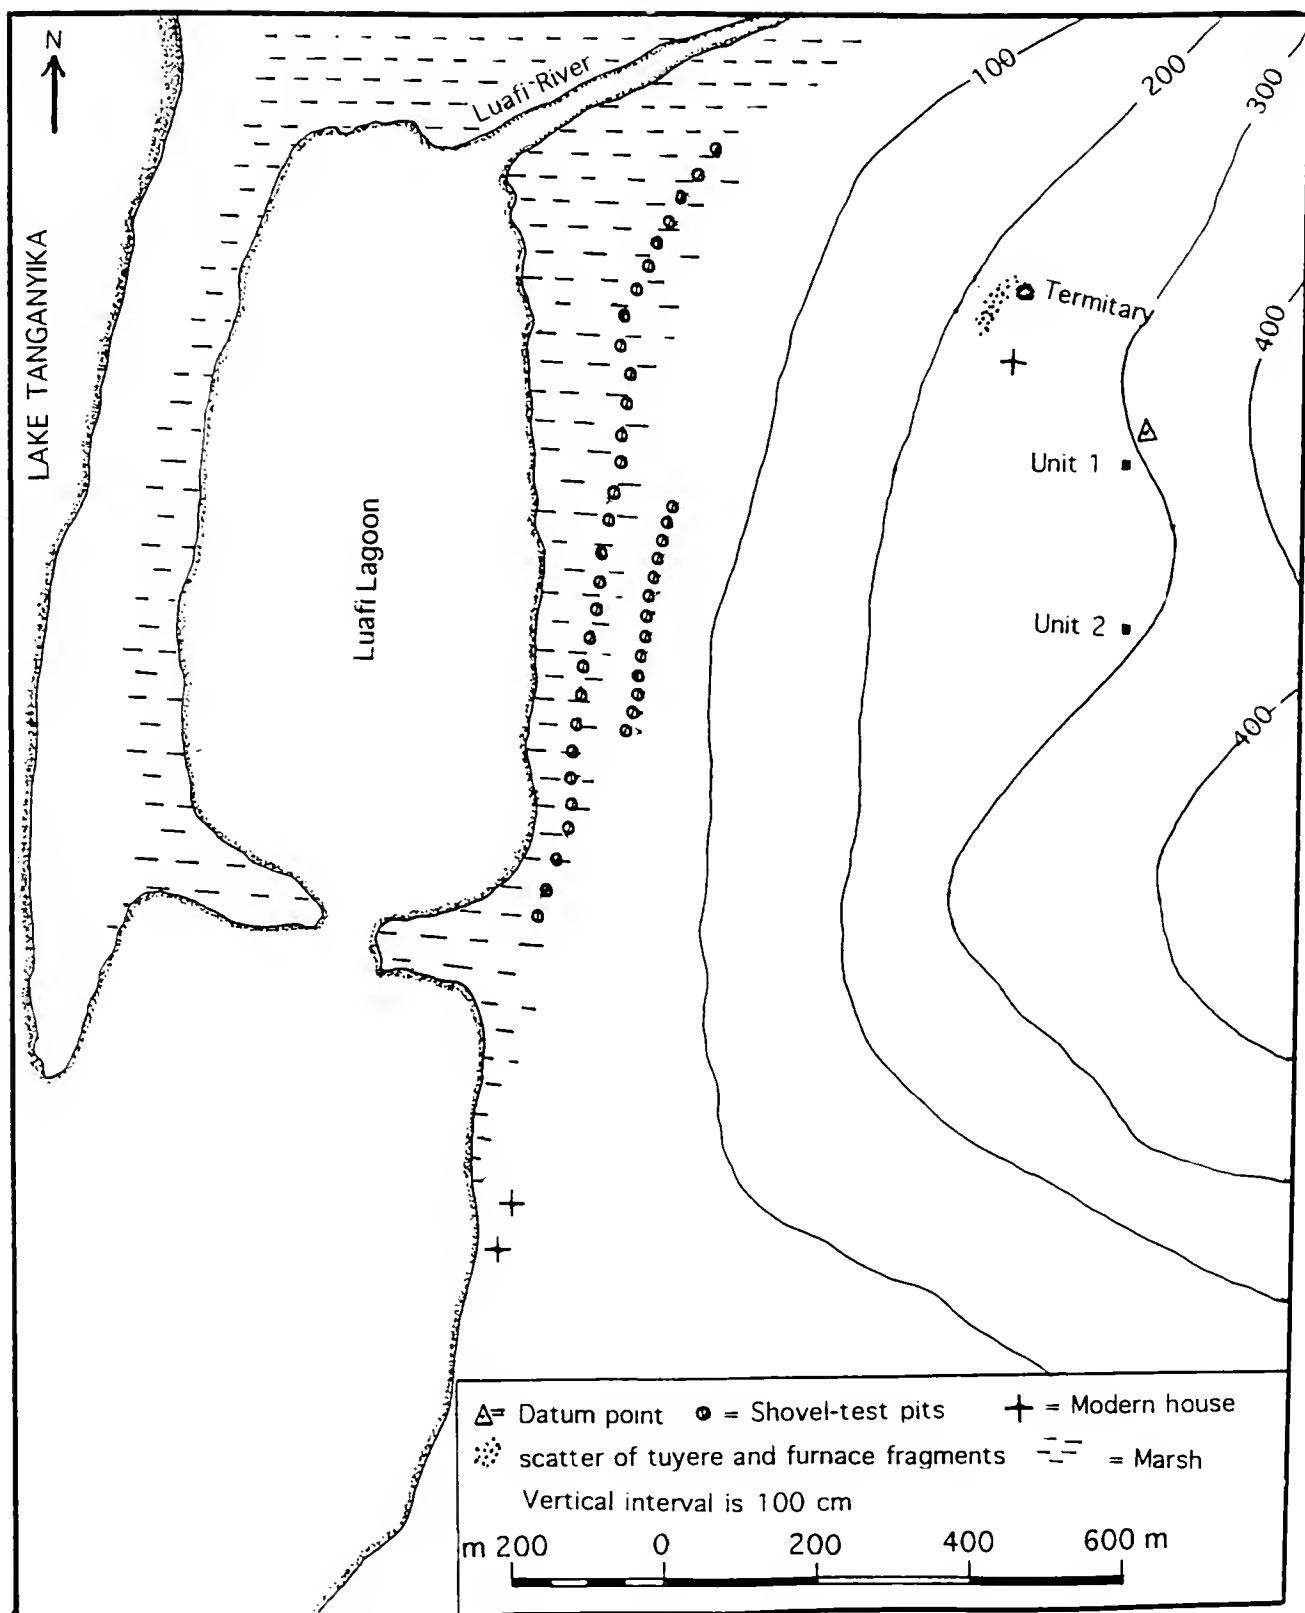 N
Luafi River
100
200
300
400
LAKE TANGANYIKA
Termitary
Unit 1
Luafi Lagoon
Unit 2
400
= Datum point = Shovel-test pits = Modern house
scatter of tuyere and furnace fragments = Marsh
Vertical interval is 100 cm
m 200 0 200 400 600 m